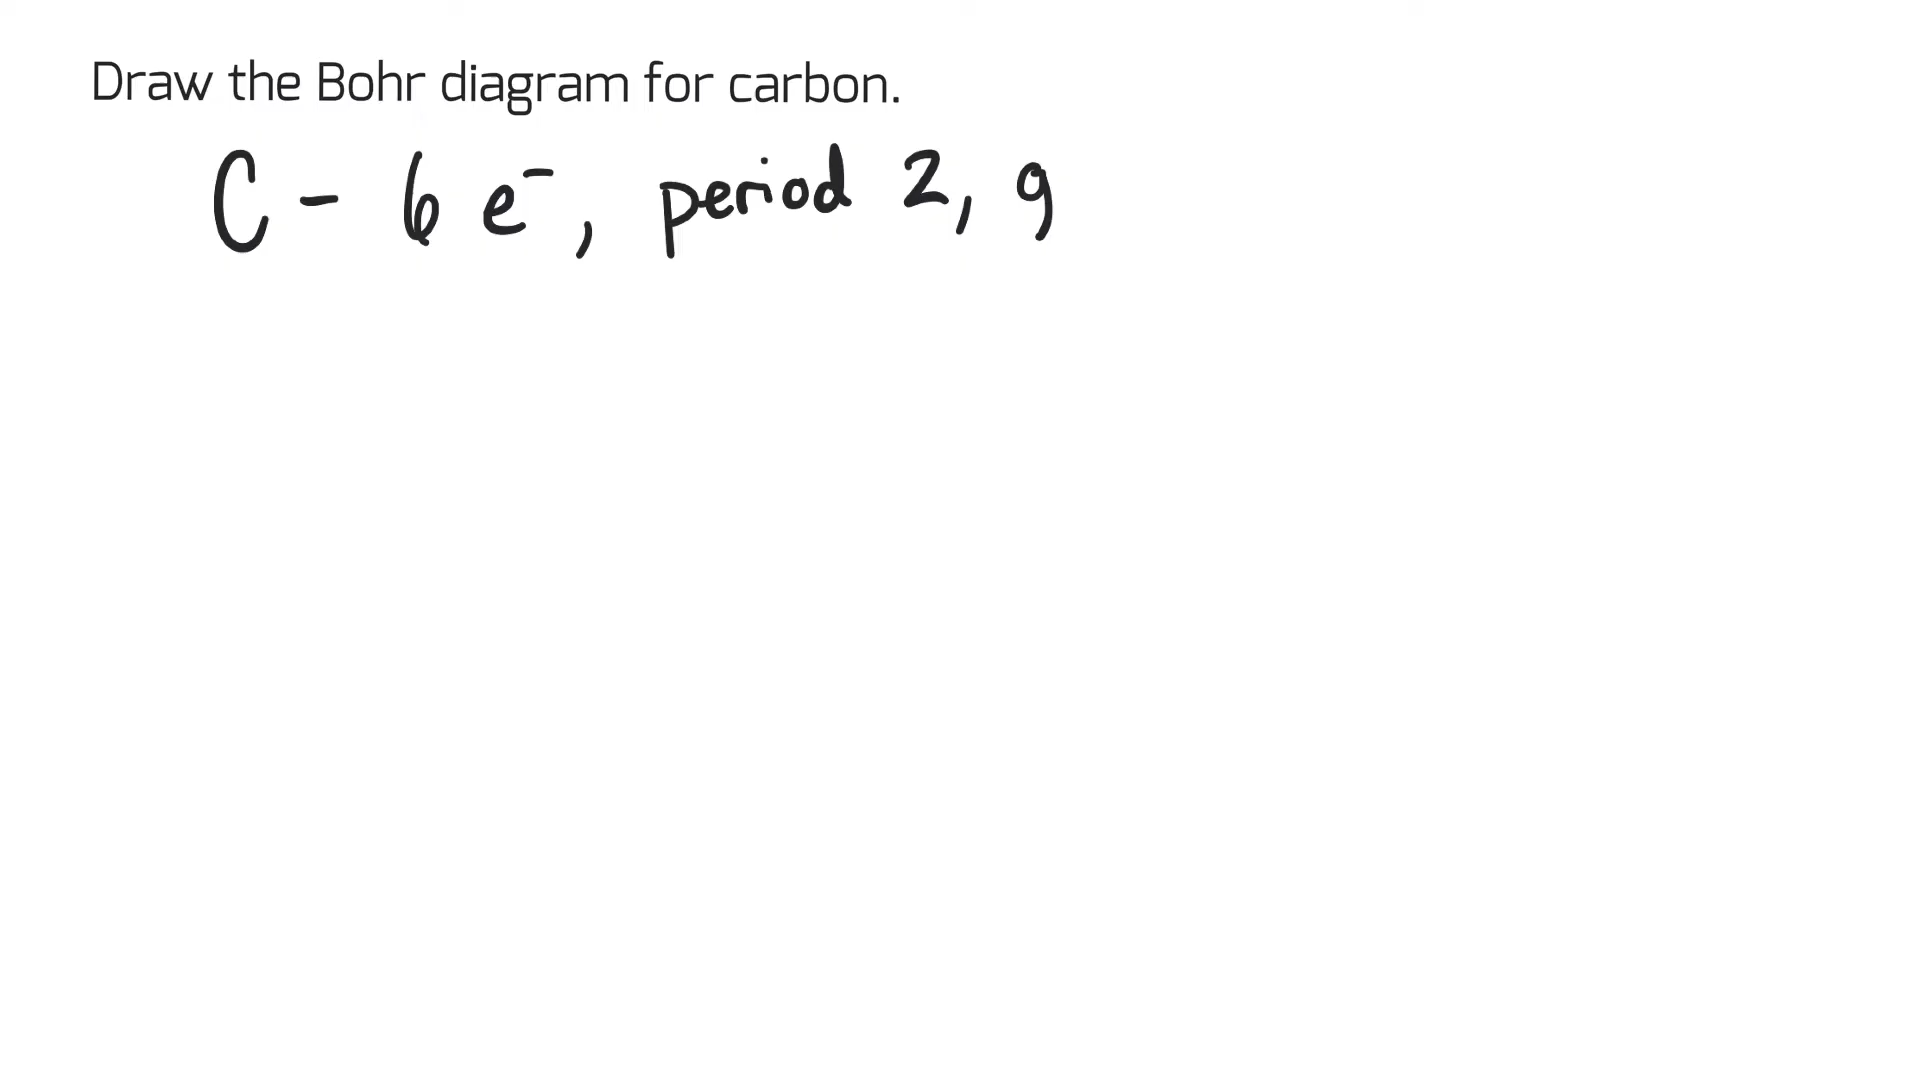 Draw the Bohr diagram for carbon.
C - 6 e⁻, period 2, g